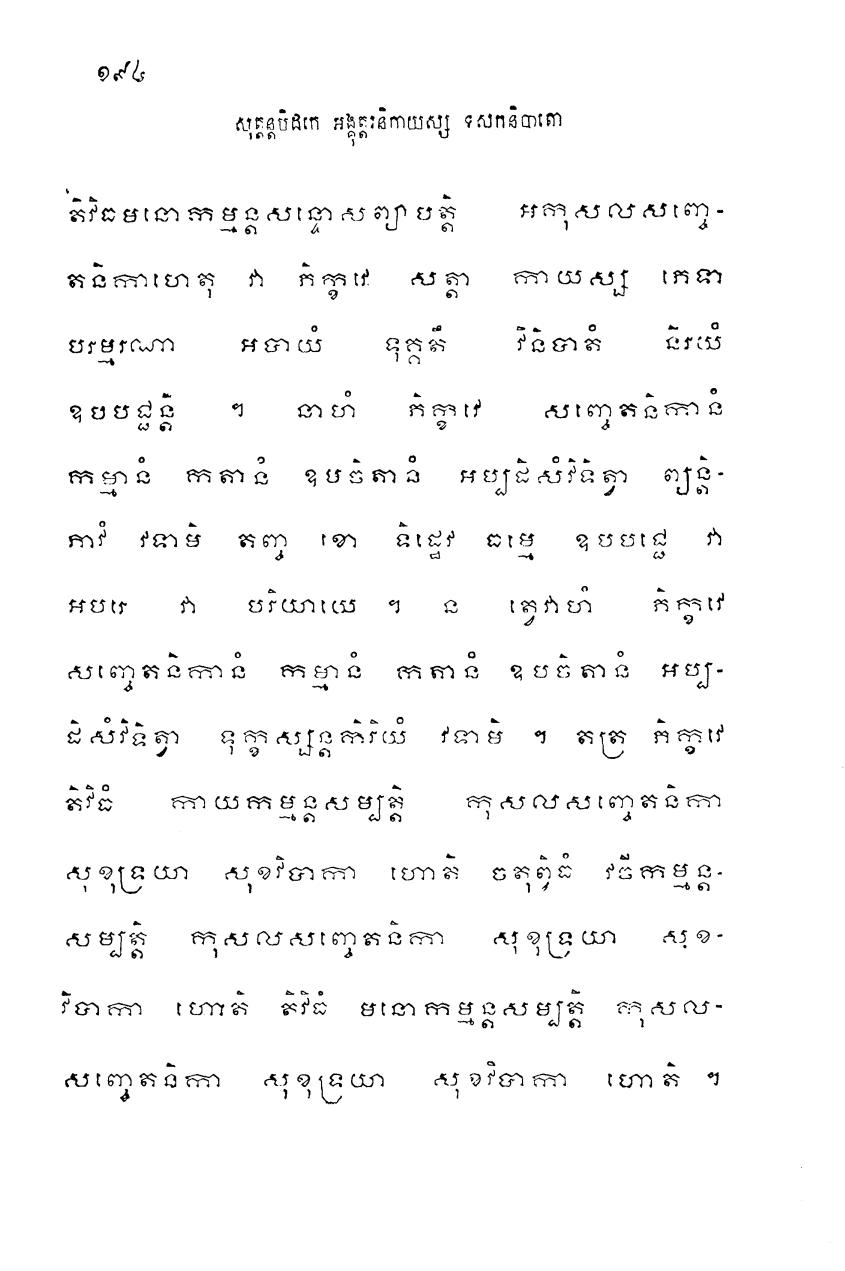 ១៩៤
សុត្តន្តបិដកេ អង្គុត្តរនិកាយស្ស ទសកនិបាតោ
តិវិធមនោកម្មន្តសន្ទោសព្យាបត្តិ អកុសលសញ្ចេ-
តនិកាហេតុ វា ភិក្ខវេ សត្តា កាយស្ស ភេទា
បរម្មរណា អបាយំ ទុគ្គតឹ វិនិបាតំ និរយំ
ឧបបជ្ជន្តិ ។ នាហំ ភិក្ខវេ សញ្ចេតនិកានំ
កម្មានំ កតានំ ឧបចិតានំ អប្បដិសំវិទិត្វា ព្យន្តិ-
ភាវំ វទាមិ តញ្ច ខោ ទិដ្ឋេវ ធម្មេ ឧបបជ្ជេ វា
អបរេ វា បរិយាយេ ។ ន ត្វេវាហំ ភិក្ខវេ
សញ្ចេតនិកានំ កម្មានំ កតានំ ឧបចិតានំ អប្ប-
ដិសំវិទិត្វា ទុក្ខស្សន្តកិរិយំ វទាមិ ។ តត្រ ភិក្ខវេ
តិវិធំ កាយកម្មន្តសម្បត្តិ កុសលសញ្ចេតនិកា
សុខុទ្រយា សុខវិបាកា ហោតិ ចតុព្វិធំ វចីកម្មន្ត-
សម្បត្តិ កុសលសញ្ចេតនិកា សុខុទ្រយា សុខ-
វិបាកា ហោតិ តិវិធំ មនោកម្មន្តសម្បត្តិ កុសល-
សញ្ចេតនិកា សុខុទ្រយា សុខវិបាកា ហោតិ ។